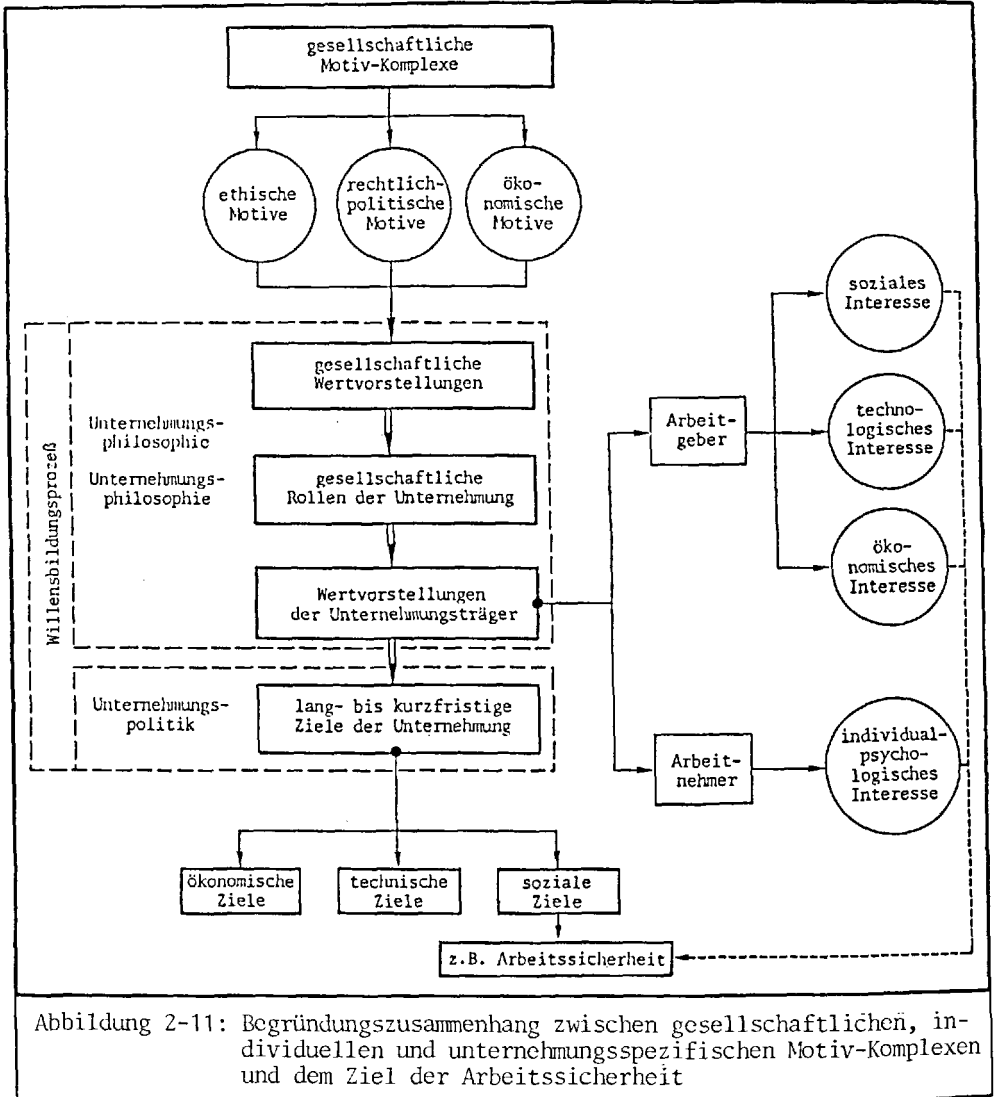 gesellschaftliche
Motiv-Komplexe
ethische
Motive
rechtlich-
politische
Motive
öko-
nomische
Motive
Willensbildungsprozeß
Unternehmungs-
philosophie
Unternehmungs-
philosophie
gesellschaftliche
Wertvorstellungen
gesellschaftliche
Rollen der Unternehmung
Wertvorstellungen
der Unternehmungsträger
Unternehmungs-
politik
lang- bis kurzfristige
Ziele der Unternehmung
Arbeit-
geber
Arbeit-
nehmer
soziales
Interesse
techno-
logisches
Interesse
öko-
nomisches
Interesse
individual-
psycho-
logisches
Interesse
ökonomische
Ziele
technische
Ziele
soziale
Ziele
z.B. Arbeitssicherheit
Abbildung 2-11: Begründungszusammenhang zwischen gesellschaftlichen, in-
dividuellen und unternehmungsspezifischen Motiv-Komplexen
und dem Ziel der Arbeitssicherheit